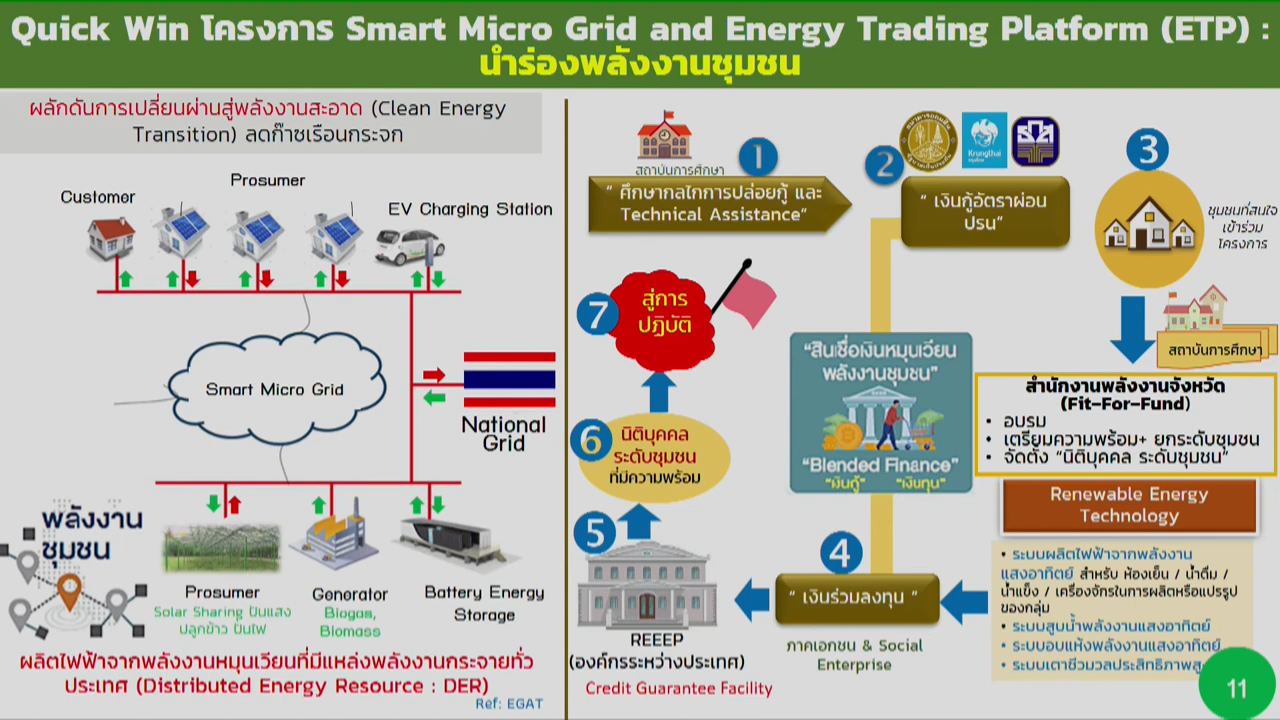 Quick Win โครงการ Smart Micro Grid and Energy Trading Platform (ETP) :
นำร่องพลังงานชุมชน
ผลักดันการเปลี่ยนผ่านสู่พลังงานสะอาด (Clean Energy
Transition) ลดก๊าซเรือนกระจก
Customer
Prosumer
EV Charging Station
Smart Micro Grid
National
Grid
พลังงาน
ชุมชน
Prosumer
Solar Sharing ปันแสง
ปลูกข้าว ปันไฟ
Generator
Biogas,
Biomass
Battery Energy
Storage
ผลิตไฟฟ้าจากพลังงานหมุนเวียนที่มีแหล่งพลังงานกระจายทั่ว
ประเทศ (Distributed Energy Resource : DER)
Ref: EGAT
สถาบันการศึกษา
1
" ศึกษากลไกการปล่อยกู้ และ
Technical Assistance"
2
Krungthai
กรุงไทย
" เงินกู้อัตราผ่อน
ปรน"
3
ชุมชนที่สนใจ
เข้าร่วม
โครงการ
สถาบันการศึกษา
สำนักงานพลังงานจังหวัด
(Fit-For-Fund)
• อบรม
• เตรียมความพร้อม+ ยกระดับชุมชน
• จัดตั้ง "นิติบุคคล ระดับชุมชน"
Renewable Energy
Technology
• ระบบผลิตไฟฟ้าจากพลังงาน
แสงอาทิตย์ สำหรับ ห้องเย็น / น้ำดื่ม /
น้ำแข็ง / เครื่องจักรในการผลิตหรือแปรรูป
ของกลุ่ม
• ระบบสูบน้ำพลังงานแสงอาทิตย์
• ระบบอบแห้งพลังงานแสงอาทิตย์
• ระบบเตาชีวมวลประสิทธิภาพสู
"สินเชื่อเงินหมุนเวียน
พลังงานชุมชน"
"Blended Finance"
"เงินกู้" "เงินทุน"
4
" เงินร่วมลงทุน "
ภาคเอกชน & Social
Enterprise
5
REEEP
(องค์กรระหว่างประเทศ)
Credit Guarantee Facility
6
นิติบุคคล
ระดับชุมชน
ที่มีความพร้อม
7
สู่การ
ปฏิบัติ
11